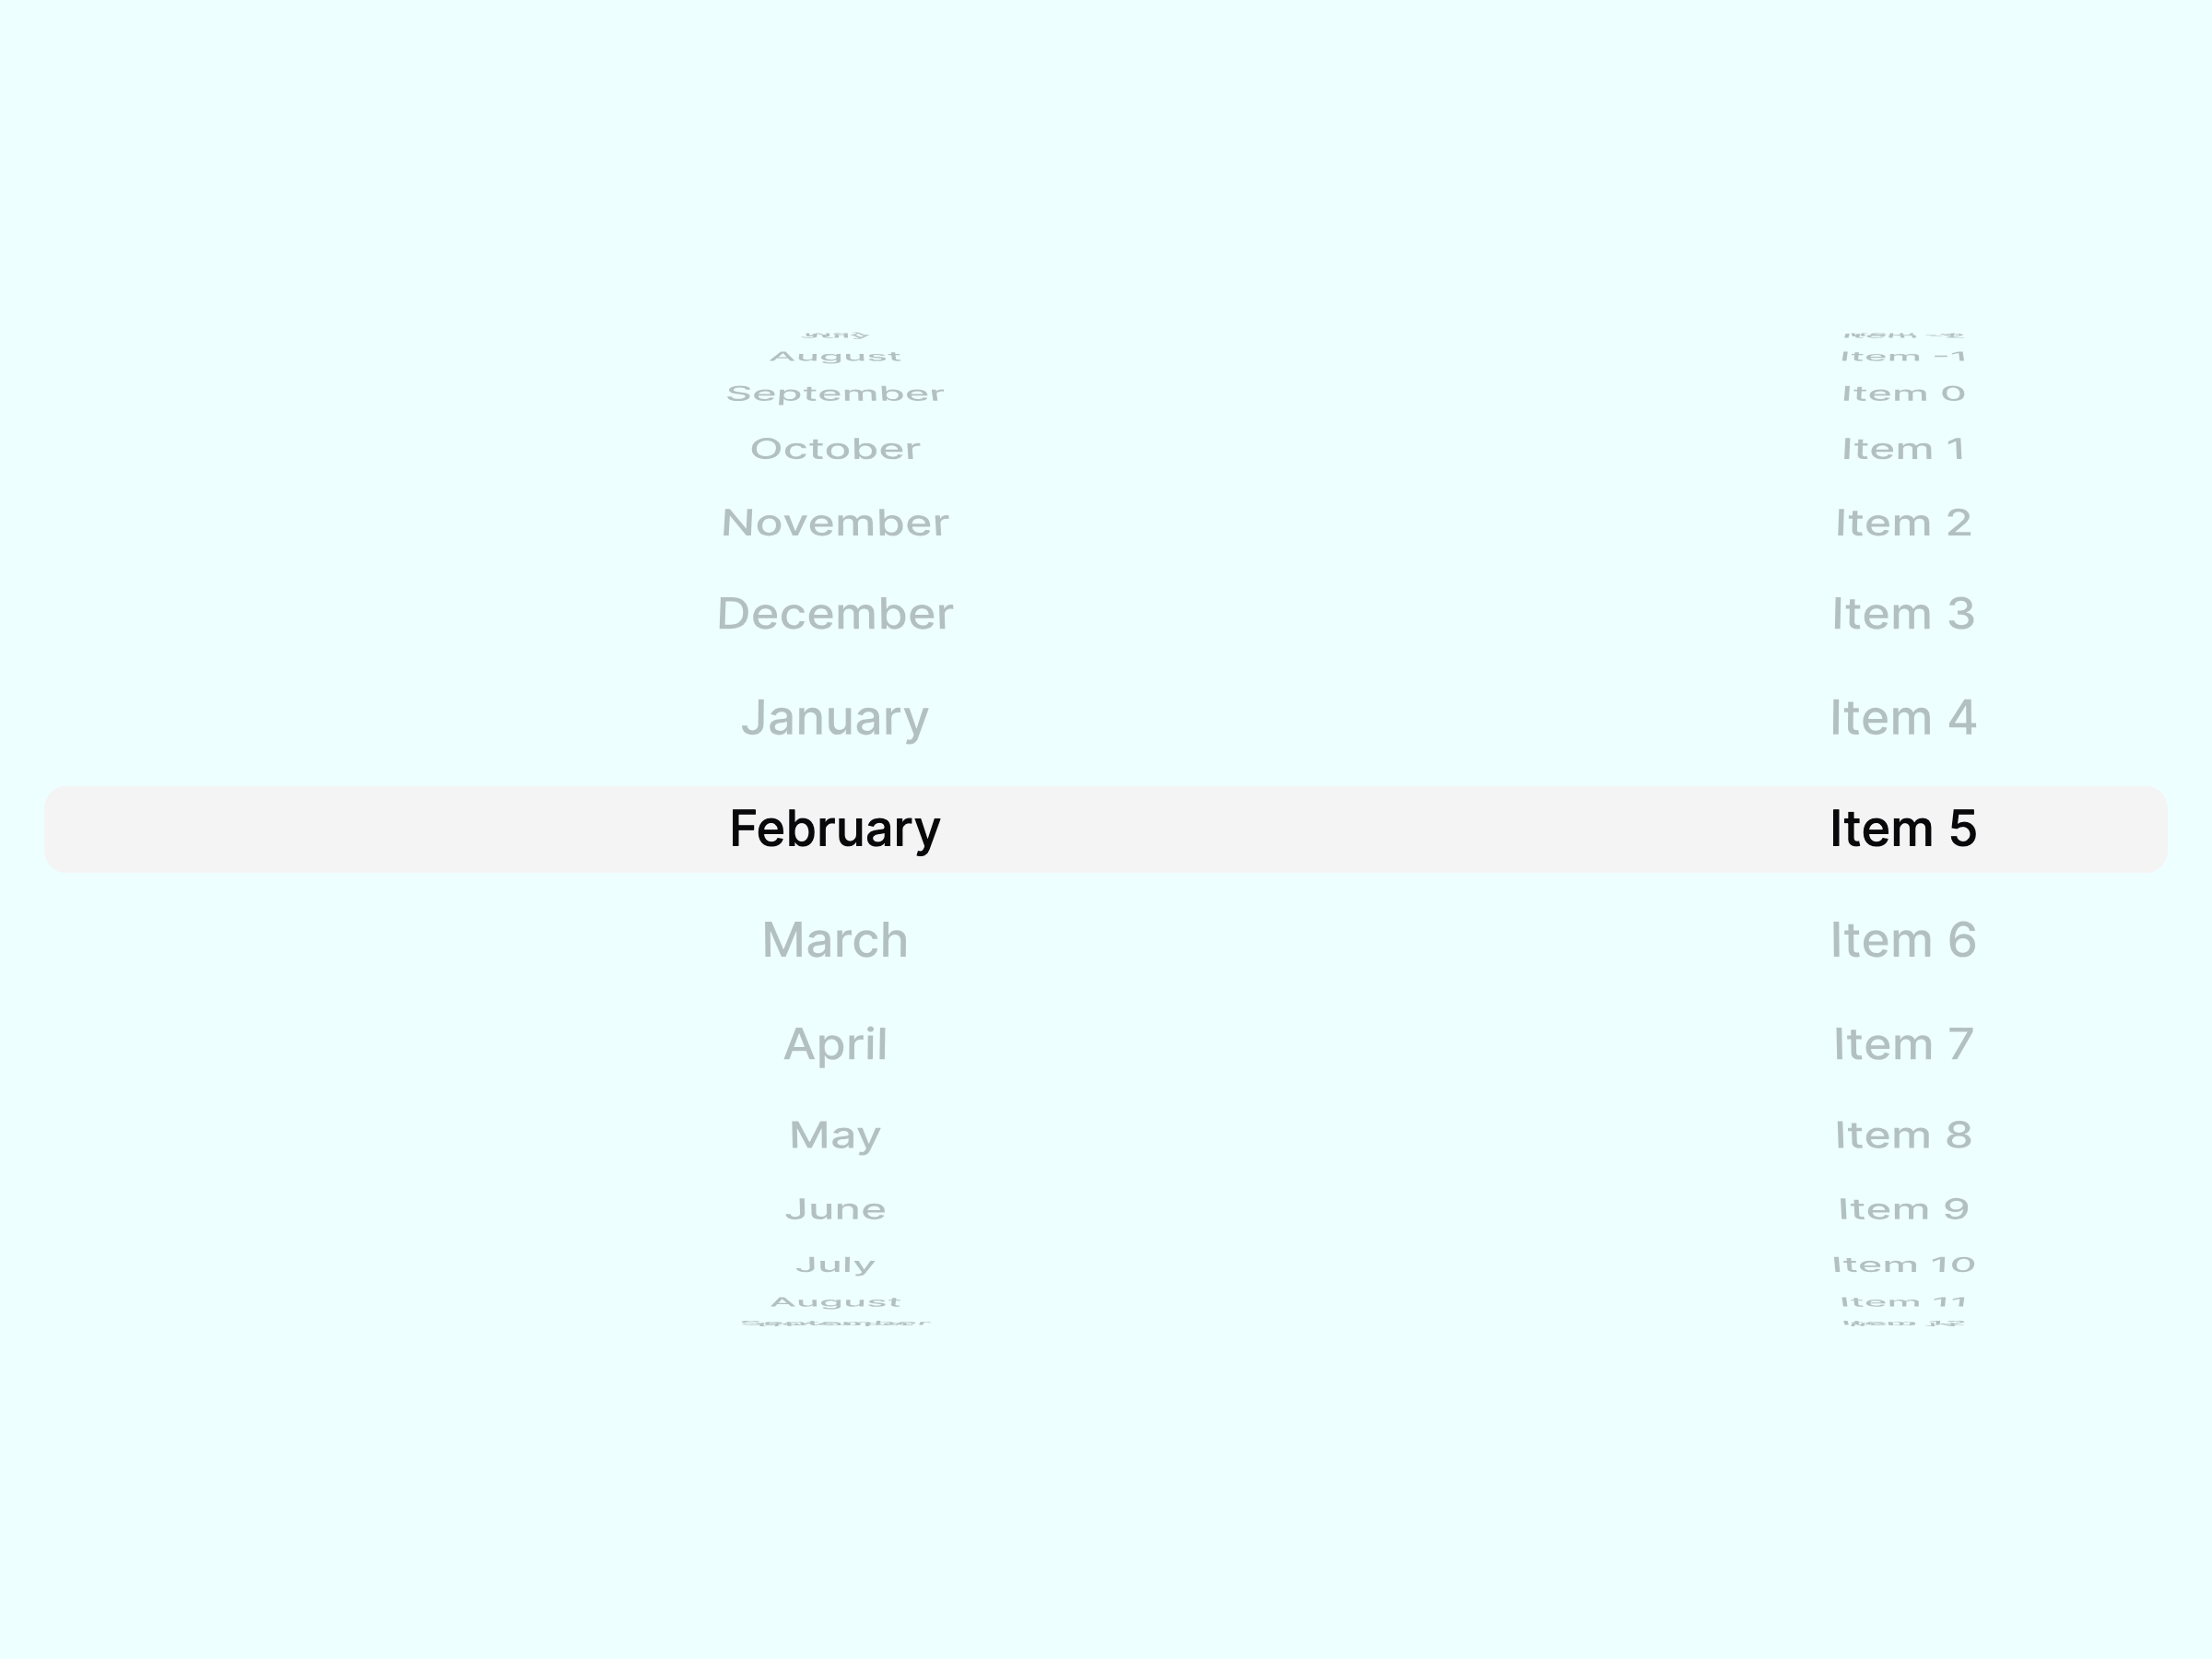 August Item -1
September Item 0
October Item 1
November Item 2
December Item 3
January Item 4
February Item 5
March Item 6
April Item 7
May Item 8
June Item 9
July Item 10
August Item 11